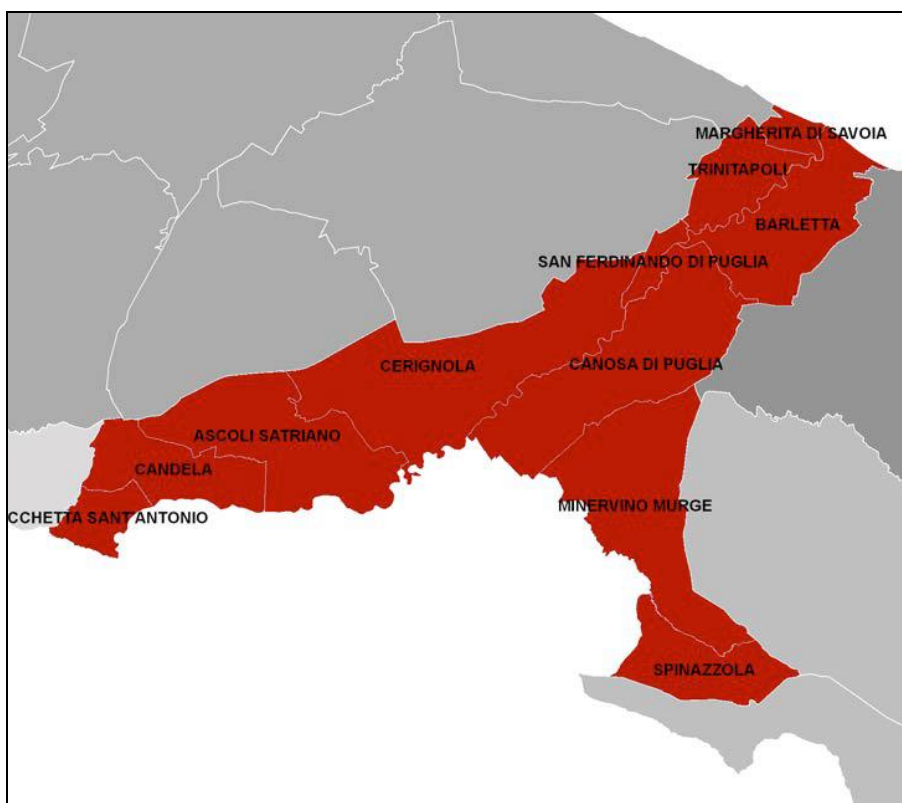 MARGHERITA DI SAVOIA
TRINITAPOLI
BARLETTA
SAN FERDINANDO DI PUGLIA
CERIGNOLA
CANOSA DI PUGLIA
ASCOLI SATRIANO
CANDELA
CCHETTA SANT'ANTONIO
MINERVINO MURGE
SPINAZZOLA